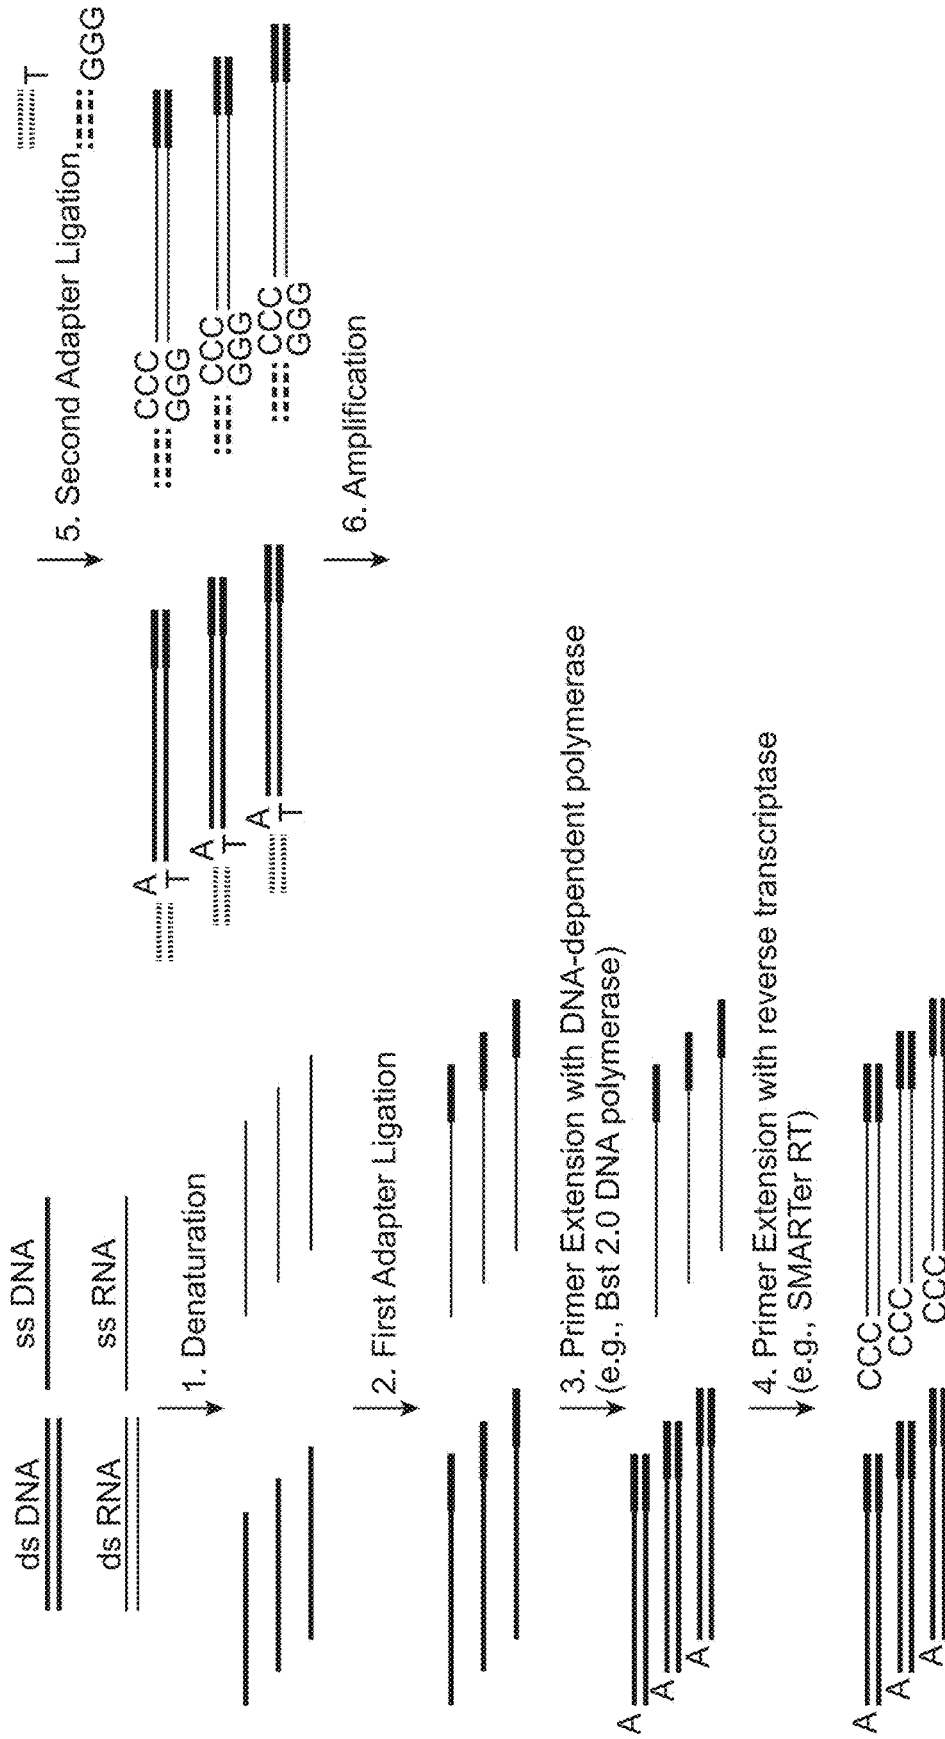 ds DNA
ss DNA
ds RNA
ss RNA
1. Denaturation
2. First Adapter Ligation
3. Primer Extension with DNA-dependent polymerase
(e.g., Bst 2.0 DNA polymerase)
A
A
A
4. Primer Extension with reverse transcriptase
(e.g., SMARTer RT)
A
A
A
CCC
CCC
CCC
5. Second Adapter Ligation
T
GGG
A
T
A
T
A
T
CCC
GGG
CCC
GGG
CCC
GGG
6. Amplification